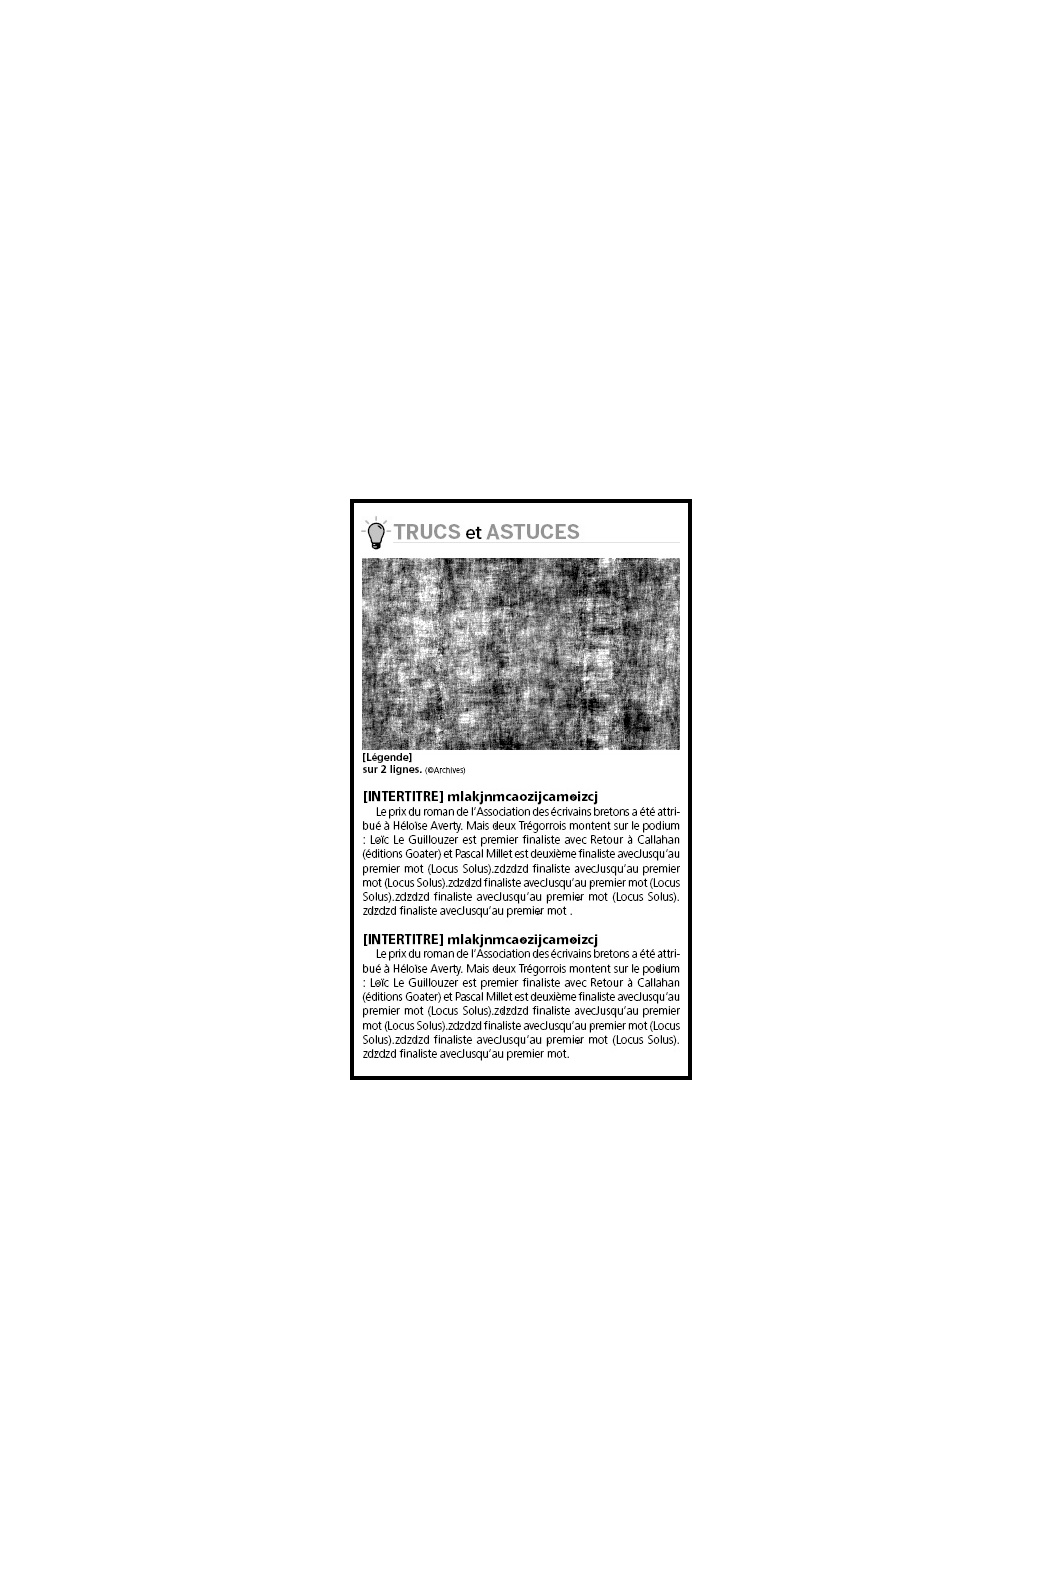 TRUCS et ASTUCES
[Légende]
sur 2 lignes. (©Archives)
[INTERTITRE] mlakjnmcaozijcamoizcj
Le prix du roman de l'Association des écrivains bretons a été attri-
bué à Héloïse Averty. Mais deux Trégorrois montent sur le podium
: Loïc Le Guillouzer est premier finaliste avec Retour à Callahan
(éditions Goater) et Pascal Millet est deuxième finaliste avecJusqu'au
premier mot (Locus Solus).zdzdzd finaliste avecJusqu'au premier
mot (Locus Solus).zdzdzd finaliste avecJusqu'au premier mot (Locus
Solus).zdzdzd finaliste avecJusqu'au premier mot (Locus Solus).
zdzdzd finaliste avecJusqu'au premier mot .
[INTERTITRE] mlakjnmcaozijcamoizcj
Le prix du roman de l'Association des écrivains bretons a été attri-
bué à Héloïse Averty. Mais deux Trégorrois montent sur le podium
: Loïc Le Guillouzer est premier finaliste avec Retour à Callahan
(éditions Goater) et Pascal Millet est deuxième finaliste avecJusqu'au
premier mot (Locus Solus).zdzdzd finaliste avecJusqu'au premier
mot (Locus Solus).zdzdzd finaliste avecJusqu'au premier mot (Locus
Solus).zdzdzd finaliste avecJusqu'au premier mot (Locus Solus).
zdzdzd finaliste avecJusqu'au premier mot.